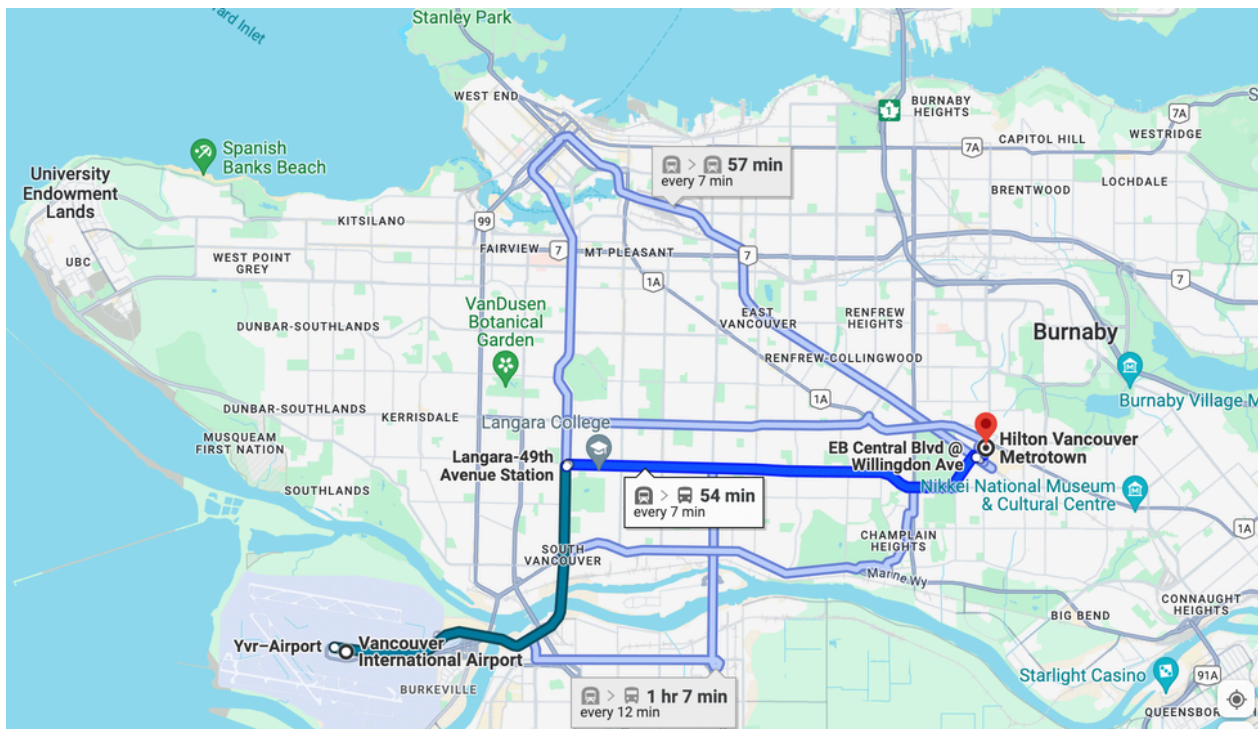 Stanley Park
WEST END
BURNABY
HEIGHTS
1
7A
CAPITOL HILL
WESTRIDGE
7A
Spanish
Banks Beach
57 min
every 7 min
LOCHDALE
BRENTWOOD
University
Endowment
Lands
KITSILANO
99
UBC
WEST POINT
GREY
FAIRVIEW
7
MT PLEASANT
7
7
1A
VanDusen
Botanical
Garden
DUNBAR-SOUTHLANDS
EAST
VANCOUVER
RENFREW
HEIGHTS
Burnaby
RENFREW-COLLINGWOOD
1A
Burnaby Village M
DUNBAR-SOUTHLANDS
KERRISDALE
Langara College
MUSQUEAM
FIRST NATION
Langara-49th
Avenue Station
EB Central Blvd @
Willingdon Ave
Hilton Vancouver
Metrotown
SOUTHLANDS
54 min
every 7 min
Nikkei National Museum
& Cultural Centre
1A
CHAMPLAIN
HEIGHTS
SOUTH
VANCOUVER
Marine Wy
BIG BEND
CONNAUGHT
HEIGHTS
Yvr–Airport
Vancouver
International Airport
BURKEVILLE
1 hr 7 min
every 12 min
Starlight Casino
91A
QUEENSBORO